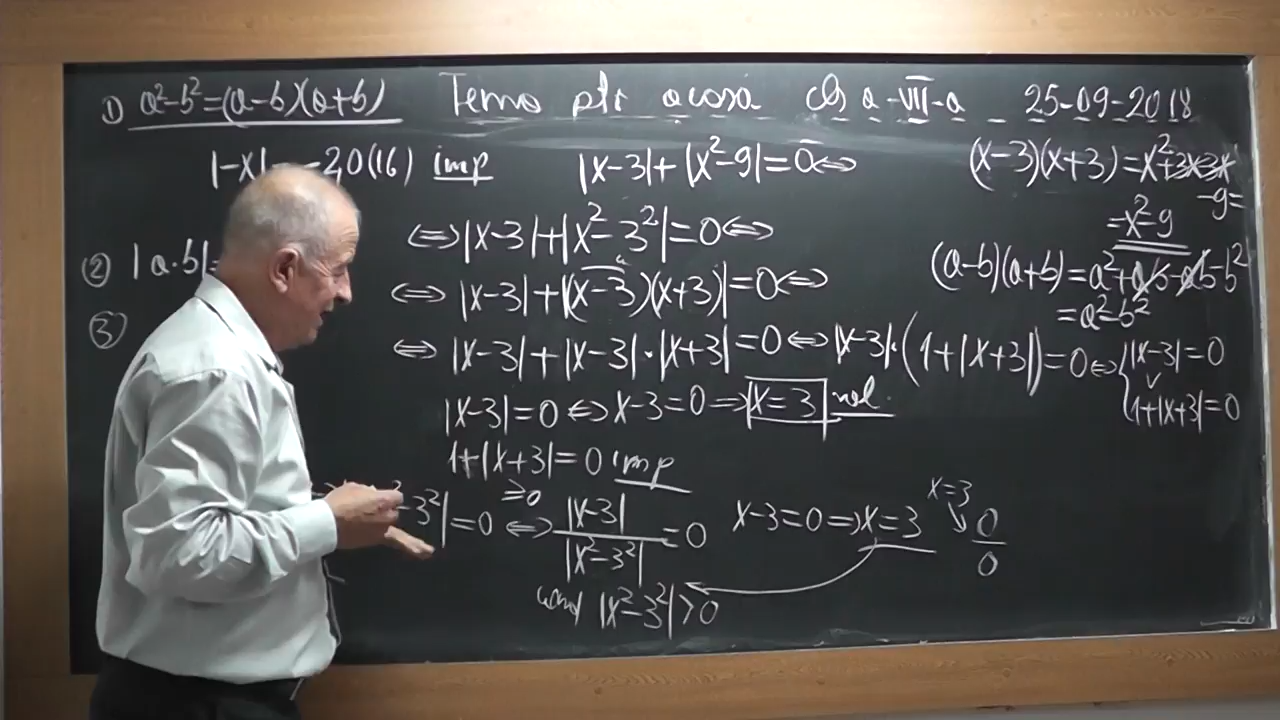 1) a²-b²=(a-b)(a+b) Temă ptr acasă cls a-VII-a 25-09-2018
|-x| -20(16) imp |x-3|+|x²-9|=0 ⇔ (x-3)(x+3)=x²+3x-3x
-9=
=x²-9
⇔|x-3|+|x²-3²|=0⇔
② |a·b|= (a-b)(a+b)=a²+ab-ab-b²
⇔ |x-3|+|(x-3)(x+3)|=0⇔ =a²-b²
③ ⇔ |x-3|+|x-3|·|x+3|=0⇔|x-3|·(1+|x+3|)=0⇔ |x-3|=0
∨
|x-3|=0⇔x-3=0⇒x=3 1+|x+3|=0
1+|x+3|=0 imp
≥0
-3²|=0 ⇔ |x-3|/|x²-3²|=0 x-3=0⇒x=3 x=3 0/0
|x²-3²|>0